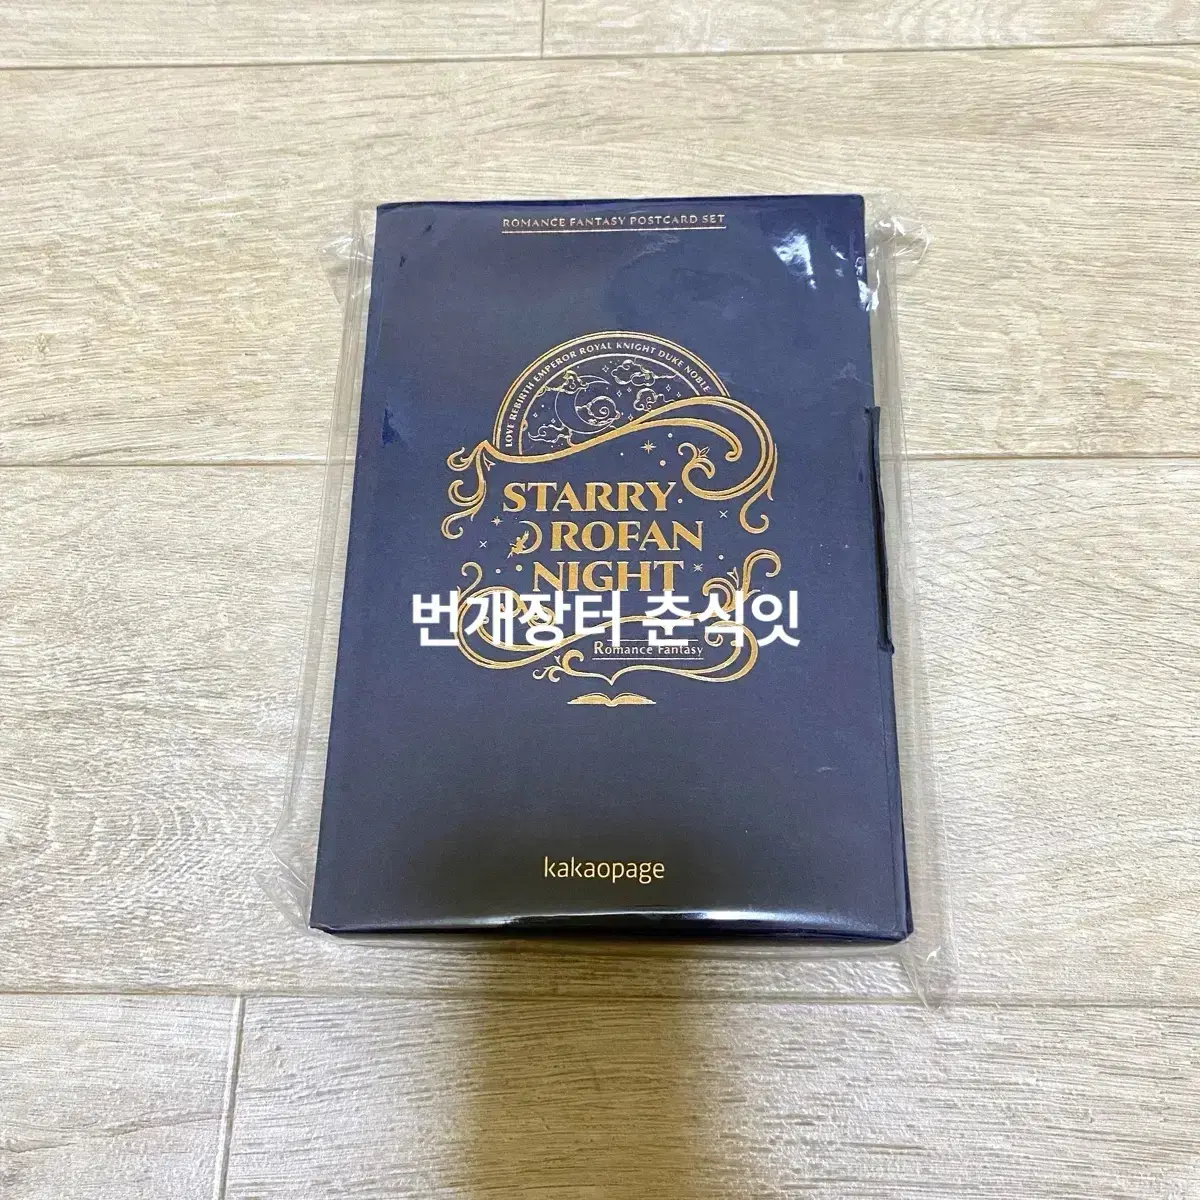 ROMANCE FANTASY POSTCARD SET
LOVE REBIRTH EMPEROR ROYAL KNIGHT DUKE NOBLE
STARRY
ROFAN
NIGHT
번개장터 춘식잇
Romance Fantasy
kakaopage